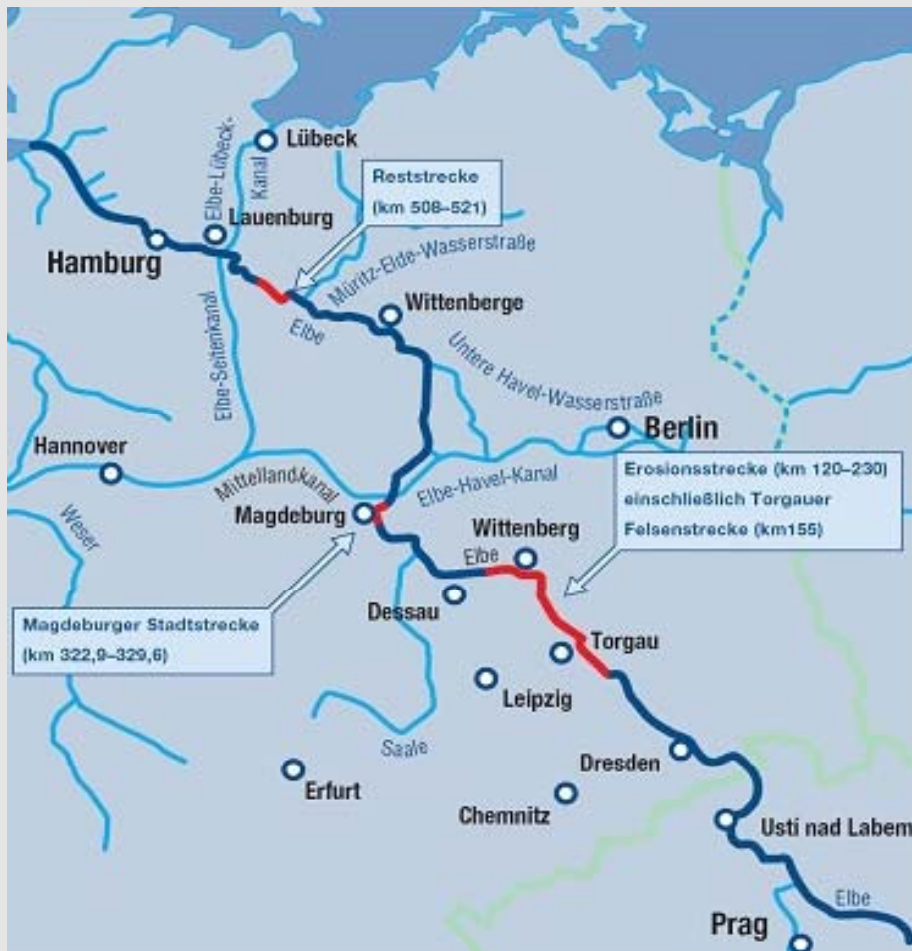 Lübeck
Elbe-Lübeck-
Kanal
Reststrecke
(km 508–521)
Lauenburg
Hamburg
Müritz-Elde-Wasserstraße
Wittenberge
Elbe
Elbe-Seitenkanal
Untere Havel-Wasserstraße
Berlin
Hannover
Mittellandkanal
Elbe-Havel-Kanal
Erosionsstrecke (km 120–230)
einschließlich Torgauer
Felsenstrecke (km155)
Weser
Magdeburg
Wittenberg
Elbe
Dessau
Magdeburger Stadtstrecke
(km 322,9–329,6)
Torgau
Leipzig
Saale
Dresden
Erfurt
Chemnitz
Ustí nad Labem
Elbe
Prag